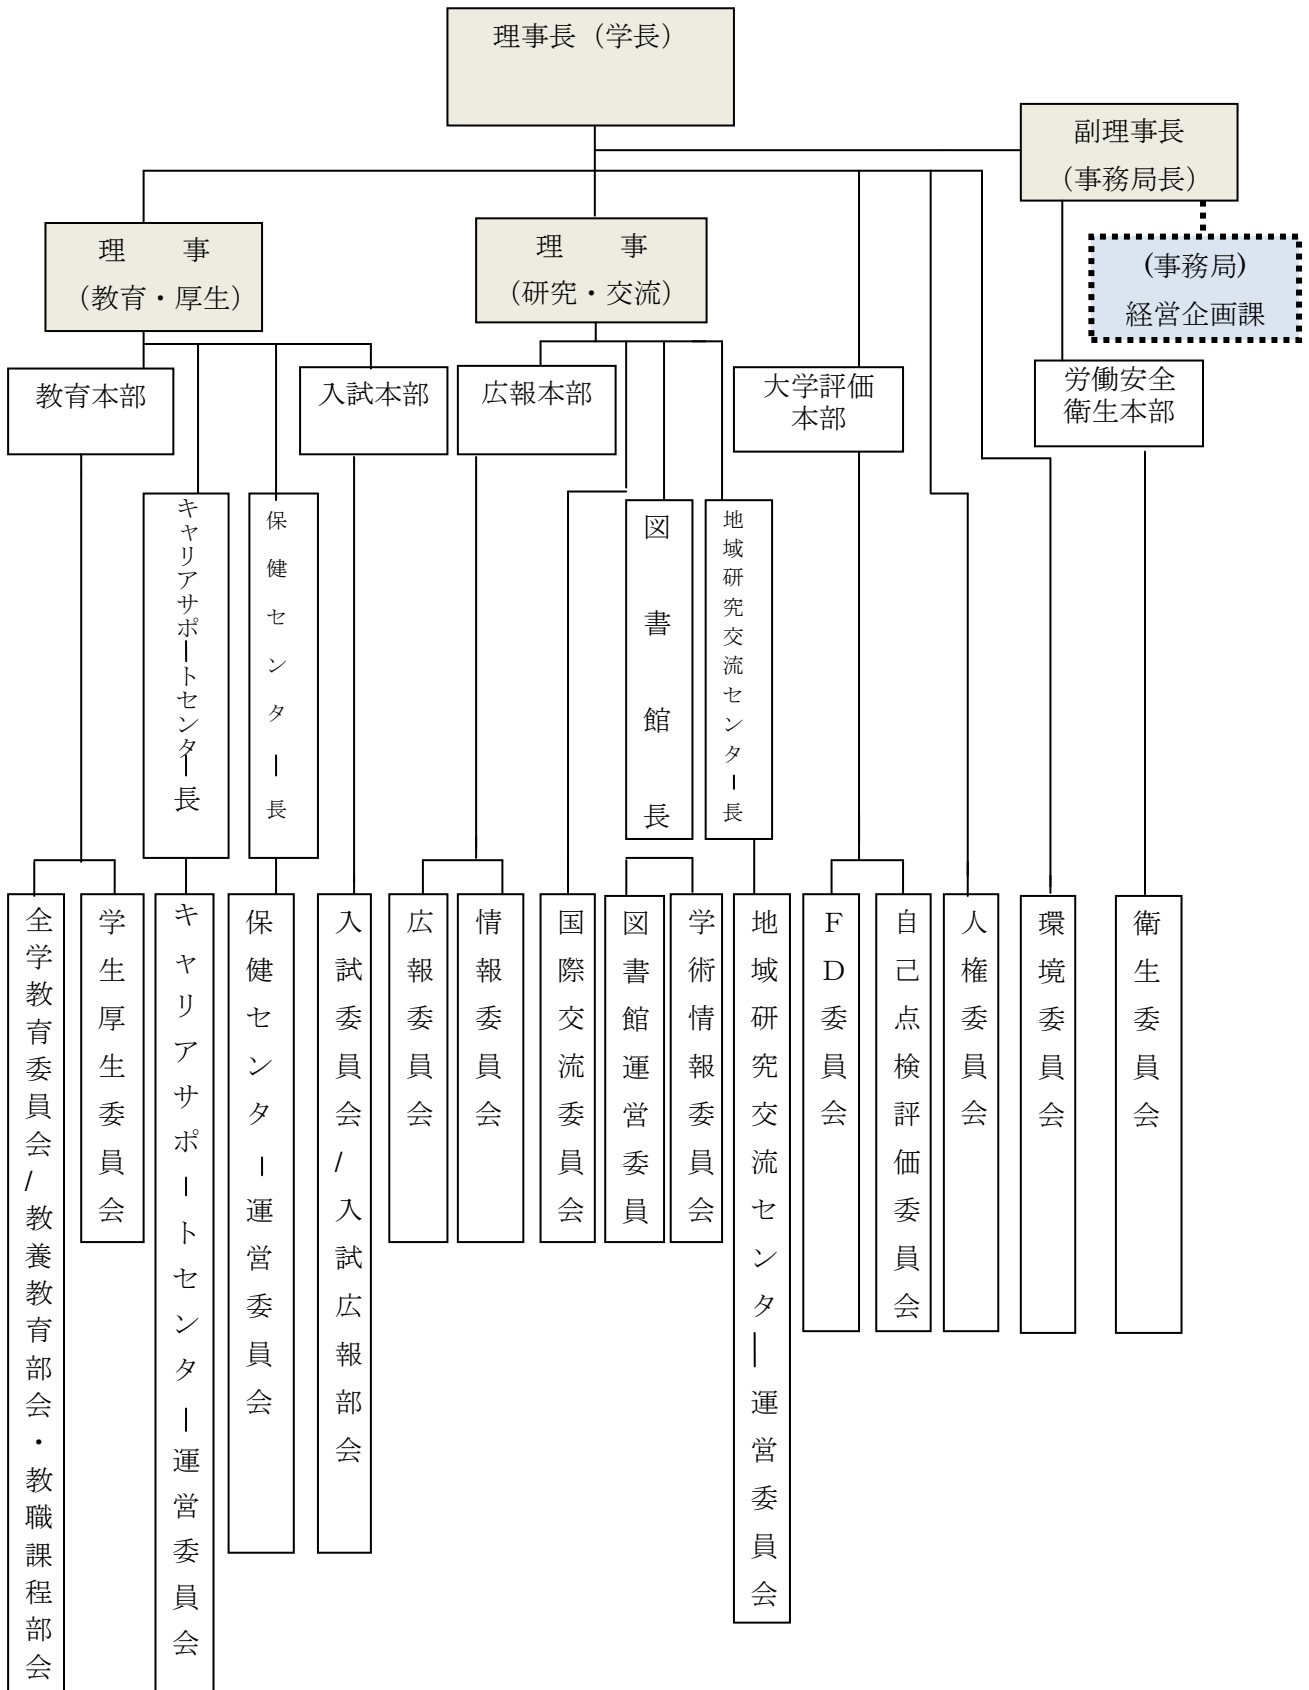 理事長（学長）
副理事長
（事務局長）
理　　事
（教育・厚生）
理　　事
（研究・交流）
(事務局)
経営企画課
教育本部
入試本部
広報本部
大学評価
本部
労働安全
衛生本部
キャリアサポートセンター長
保健センター長
図書館長
地域研究交流センター長
全学教育委員会/教養教育部会・教職課程部会
学生厚生委員会
キャリアサポートセンター運営委員会
保健センター運営委員会
入試委員会/入試広報部会
広報委員会
情報委員会
国際交流委員会
図書館運営委員
学術情報委員会
地域研究交流センター運営委員会
ＦＤ委員会
自己点検評価委員会
人権委員会
環境委員会
衛生委員会